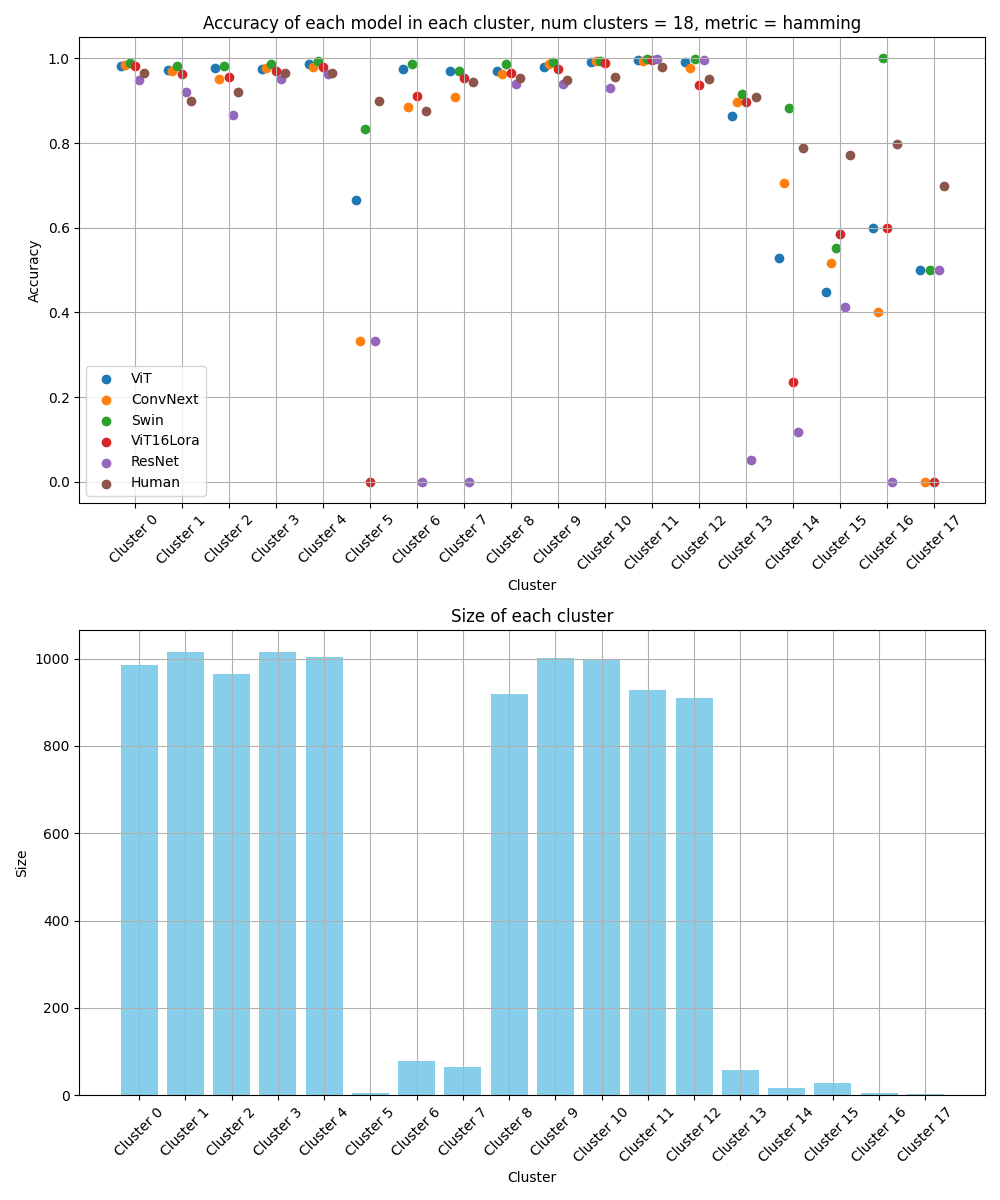 Accuracy of each model in each cluster, num clusters = 18, metric = hamming
1.0
0.8
0.6
0.4
0.2
0.0
Accuracy
ViT
ConvNext
Swin
ViT16Lora
ResNet
Human
Cluster 0
Cluster 1
Cluster 2
Cluster 3
Cluster 4
Cluster 5
Cluster 6
Cluster 7
Cluster 8
Cluster 9
Cluster 10
Cluster 11
Cluster 12
Cluster 13
Cluster 14
Cluster 15
Cluster 16
Cluster 17
Cluster
Size of each cluster
1000
800
600
400
200
0
Size
Cluster 0
Cluster 1
Cluster 2
Cluster 3
Cluster 4
Cluster 5
Cluster 6
Cluster 7
Cluster 8
Cluster 9
Cluster 10
Cluster 11
Cluster 12
Cluster 13
Cluster 14
Cluster 15
Cluster 16
Cluster 17
Cluster